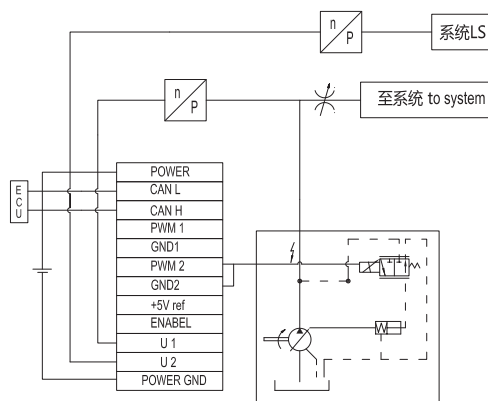 n
P
系统LS
n
P
至系统 to system
ECU
POWER
CAN L
CAN H
PWM 1
GND1
PWM 2
GND2
+5V ref
ENABEL
U 1
U 2
POWER GND